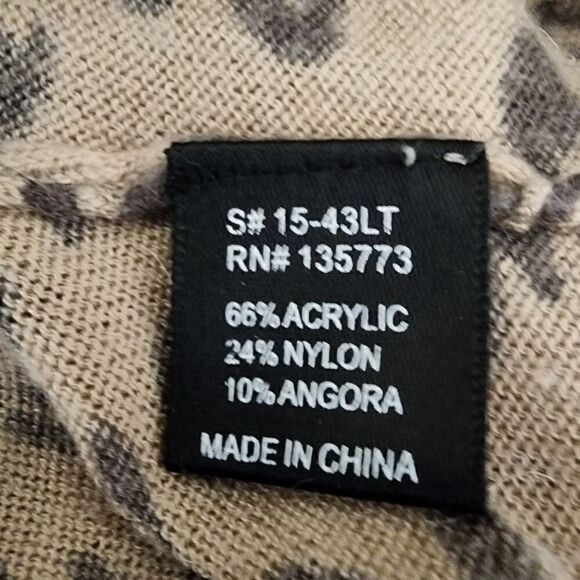 S# 15-43LT
RN# 135773
66% ACRYLIC
24% NYLON
10% ANGORA
MADE IN CHINA